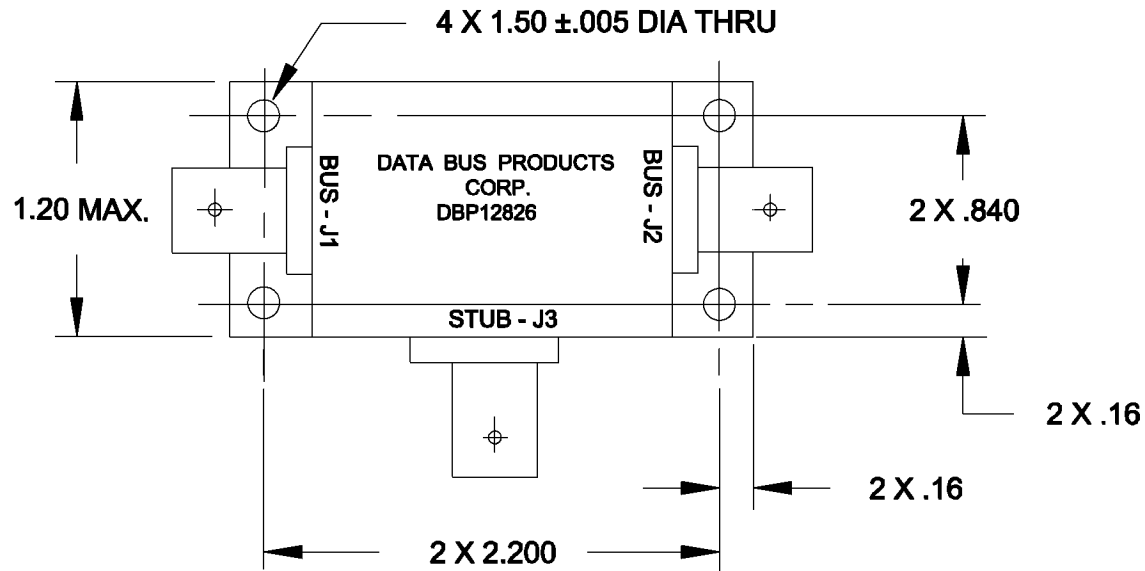 4 X 1.50 ±.005 DIA THRU
1.20 MAX.
BUS - J1
DATA BUS PRODUCTS
CORP.
DBP12826
BUS - J2
2 X .840
STUB - J3
2 X .16
2 X .16
2 X 2.200